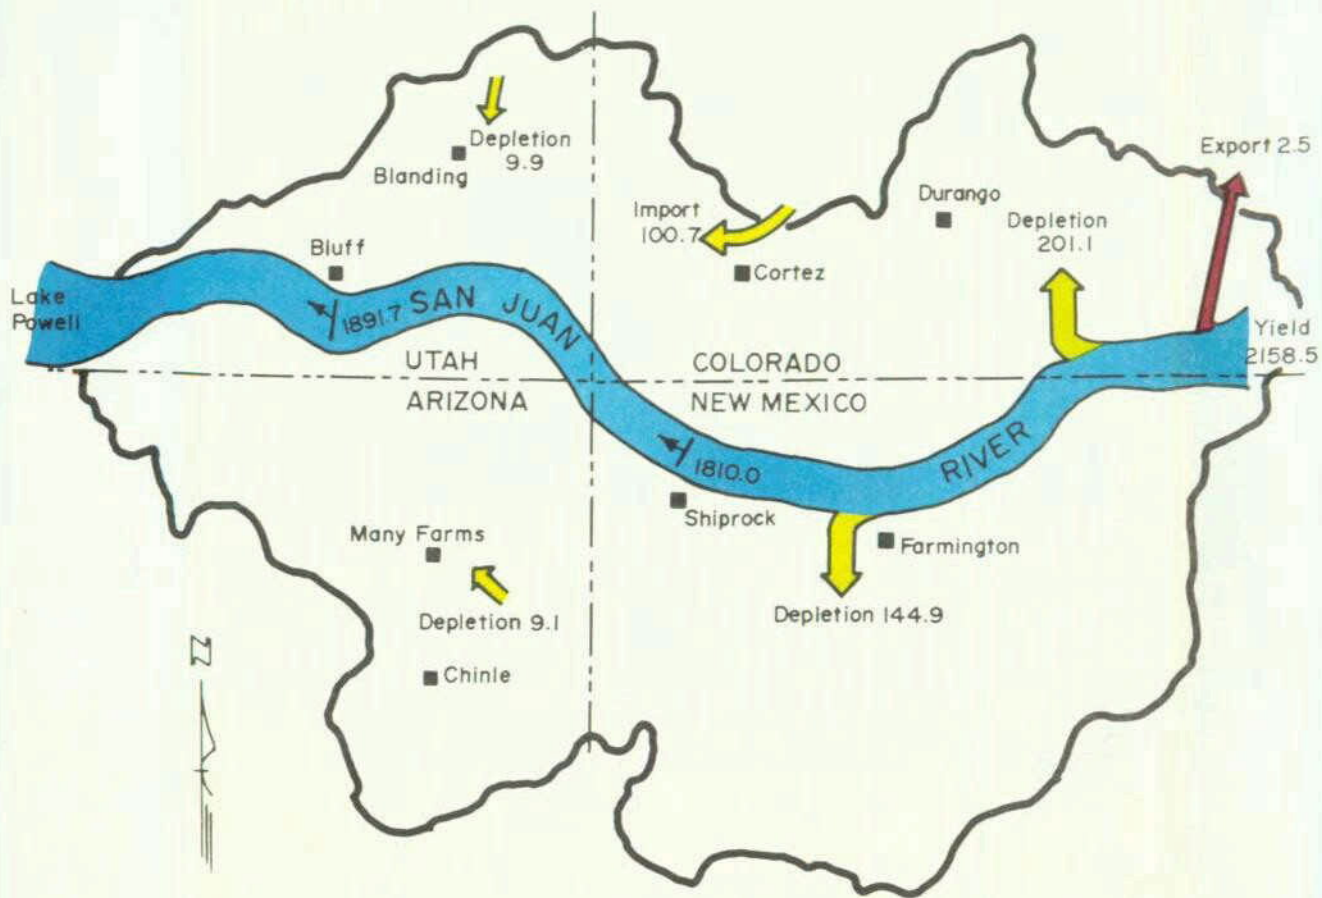 Depletion
9.9
Blanding
Export 2.5
Import
100.7
Durango
Depletion
201.1
Bluff
Cortez
Lake
Powell
1891.7
SAN JUAN
RIVER
Yield
2158.5
UTAH
COLORADO
ARIZONA
NEW MEXICO
1810.0
Shiprock
Farmington
Many Farms
Depletion 9.1
Depletion 144.9
Chinle